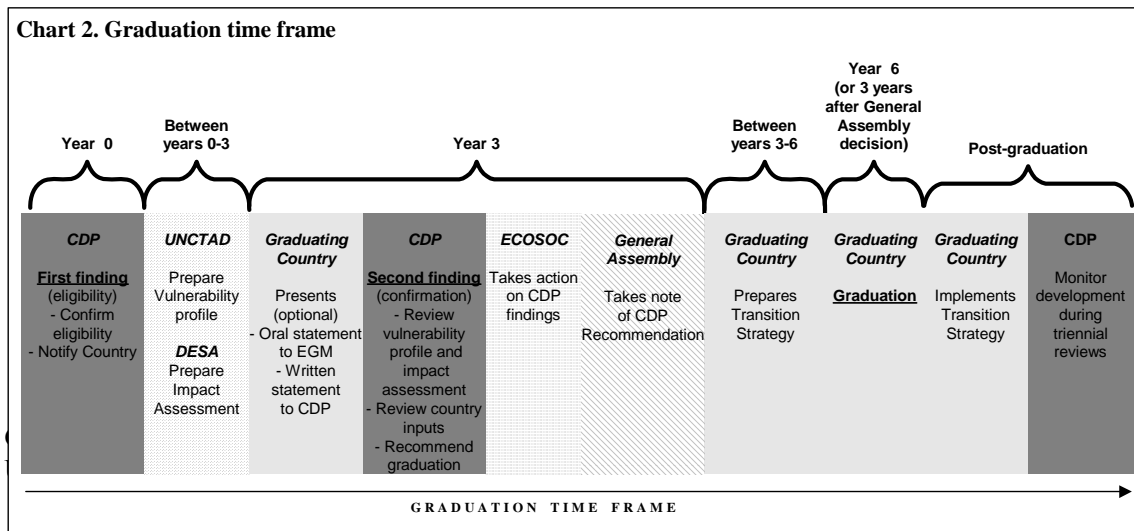 Chart 2. Graduation time frame
Year 0
Between
years 0-3
Year 3
Between
years 3-6
Year 6
(or 3 years
after General
Assembly
decision)
Post-graduation
CDP
First finding
(eligibility)
- Confirm
eligibility
- Notify Country
UNCTAD
Prepare
Vulnerability
profile
DESA
Prepare
Impact
Assessment
Graduating
Country
Presents
(optional)
- Oral statement
to EGM
- Written
statement
to CDP
CDP
Second finding
(confirmation)
- Review
vulnerability
profile and
impact
assessment
- Review country
inputs
- Recommend
graduation
ECOSOC
Takes action
on CDP
findings
General
Assembly
Takes note
of CDP
Recommendation
Graduating
Country
Prepares
Transition
Strategy
Graduating
Country
Graduation
Graduating
Country
Implements
Transition
Strategy
CDP
Monitor
development
during
triennial
reviews
GRADUATION TIME FRAME